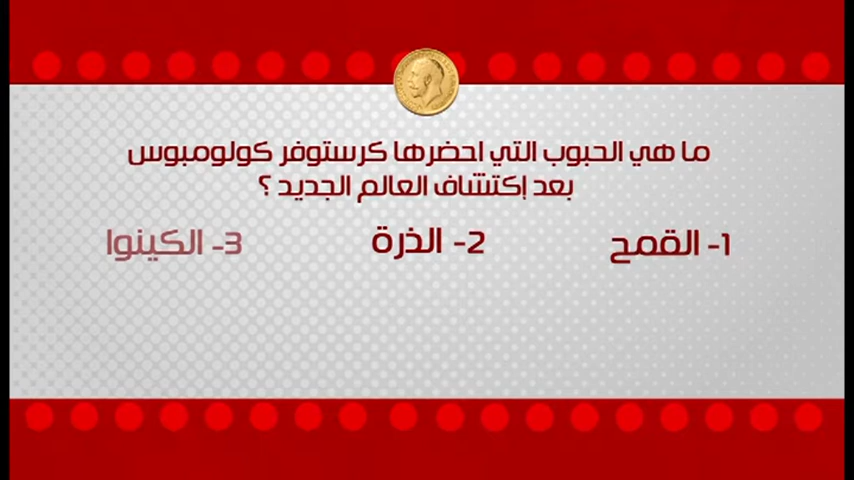 ما هي الحبوب التي احضرها كرستوفر كولومبوس
بعد إكتشاف العالم الجديد ؟
1- القمح 2- الذرة 3- الكينوا